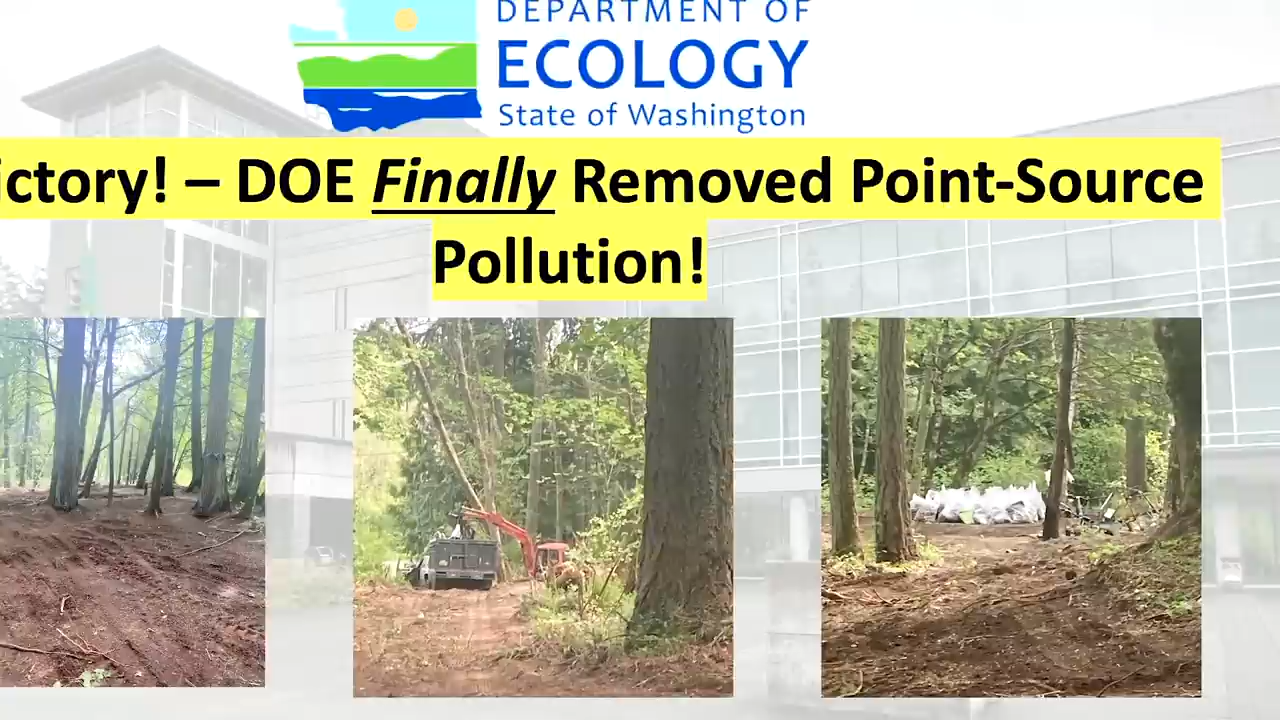 DEPARTMENT OF
ECOLOGY
State of Washington
ictory! – DOE Finally Removed Point-Source
Pollution!